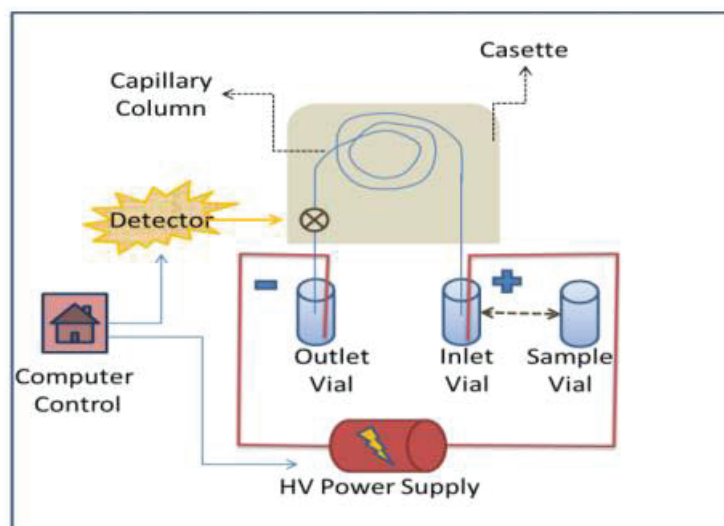 Casette
Capillary
Column
Detector
Outlet
Vial
Inlet
Vial
Sample
Vial
Computer
Control
HV Power Supply